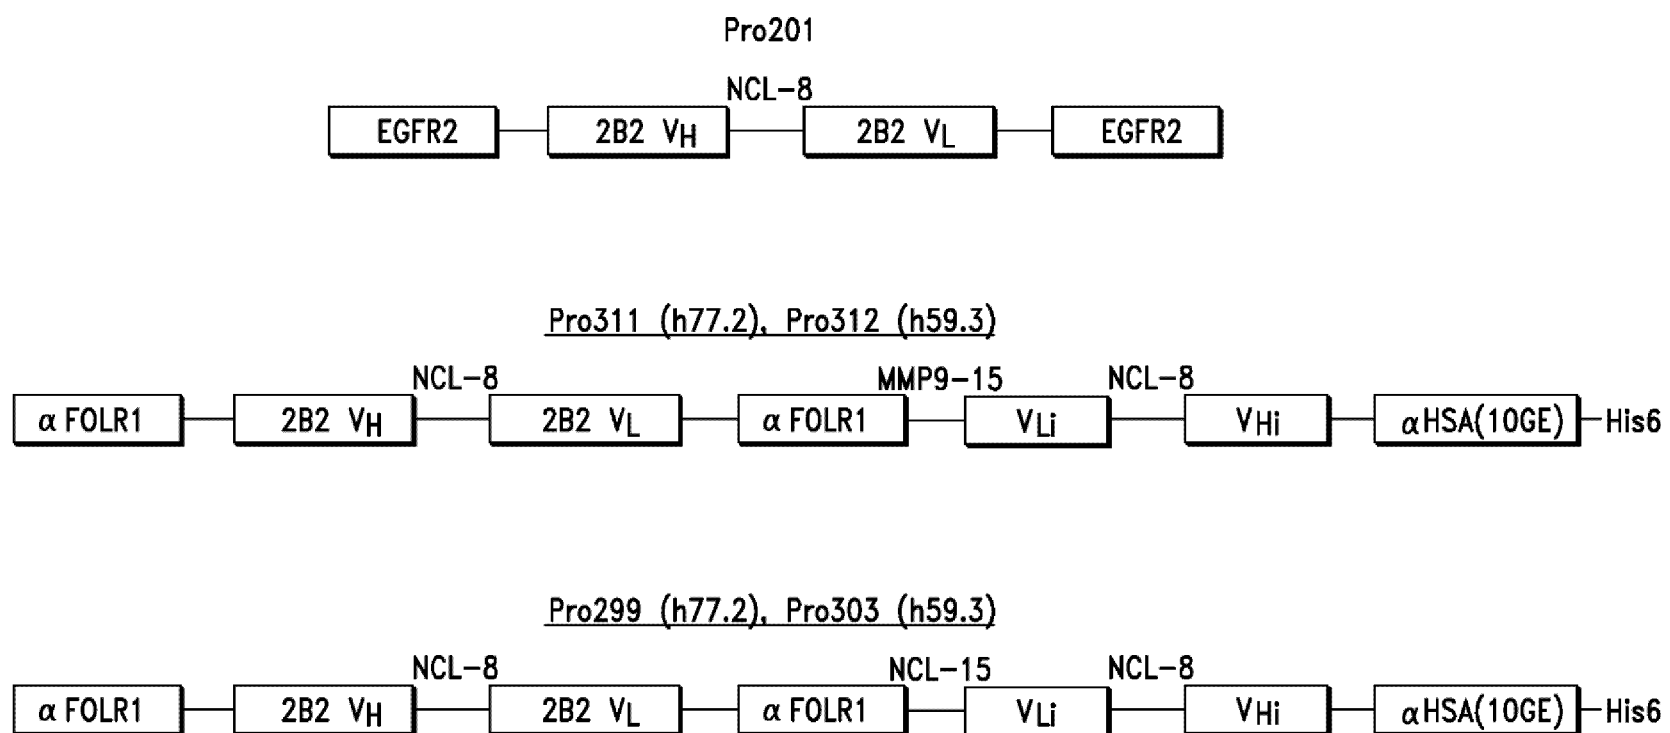 Pro201
NCL-8
EGFR2 2B2 VH 2B2 VL EGFR2
Pro311 (h77.2), Pro312 (h59.3)
NCL-8 MMP9-15 NCL-8
α FOLR1 2B2 VH 2B2 VL α FOLR1 VLi VHi αHSA(10GE) His6
Pro299 (h77.2), Pro303 (h59.3)
NCL-8 NCL-15 NCL-8
α FOLR1 2B2 VH 2B2 VL α FOLR1 VLi VHi αHSA(10GE) His6